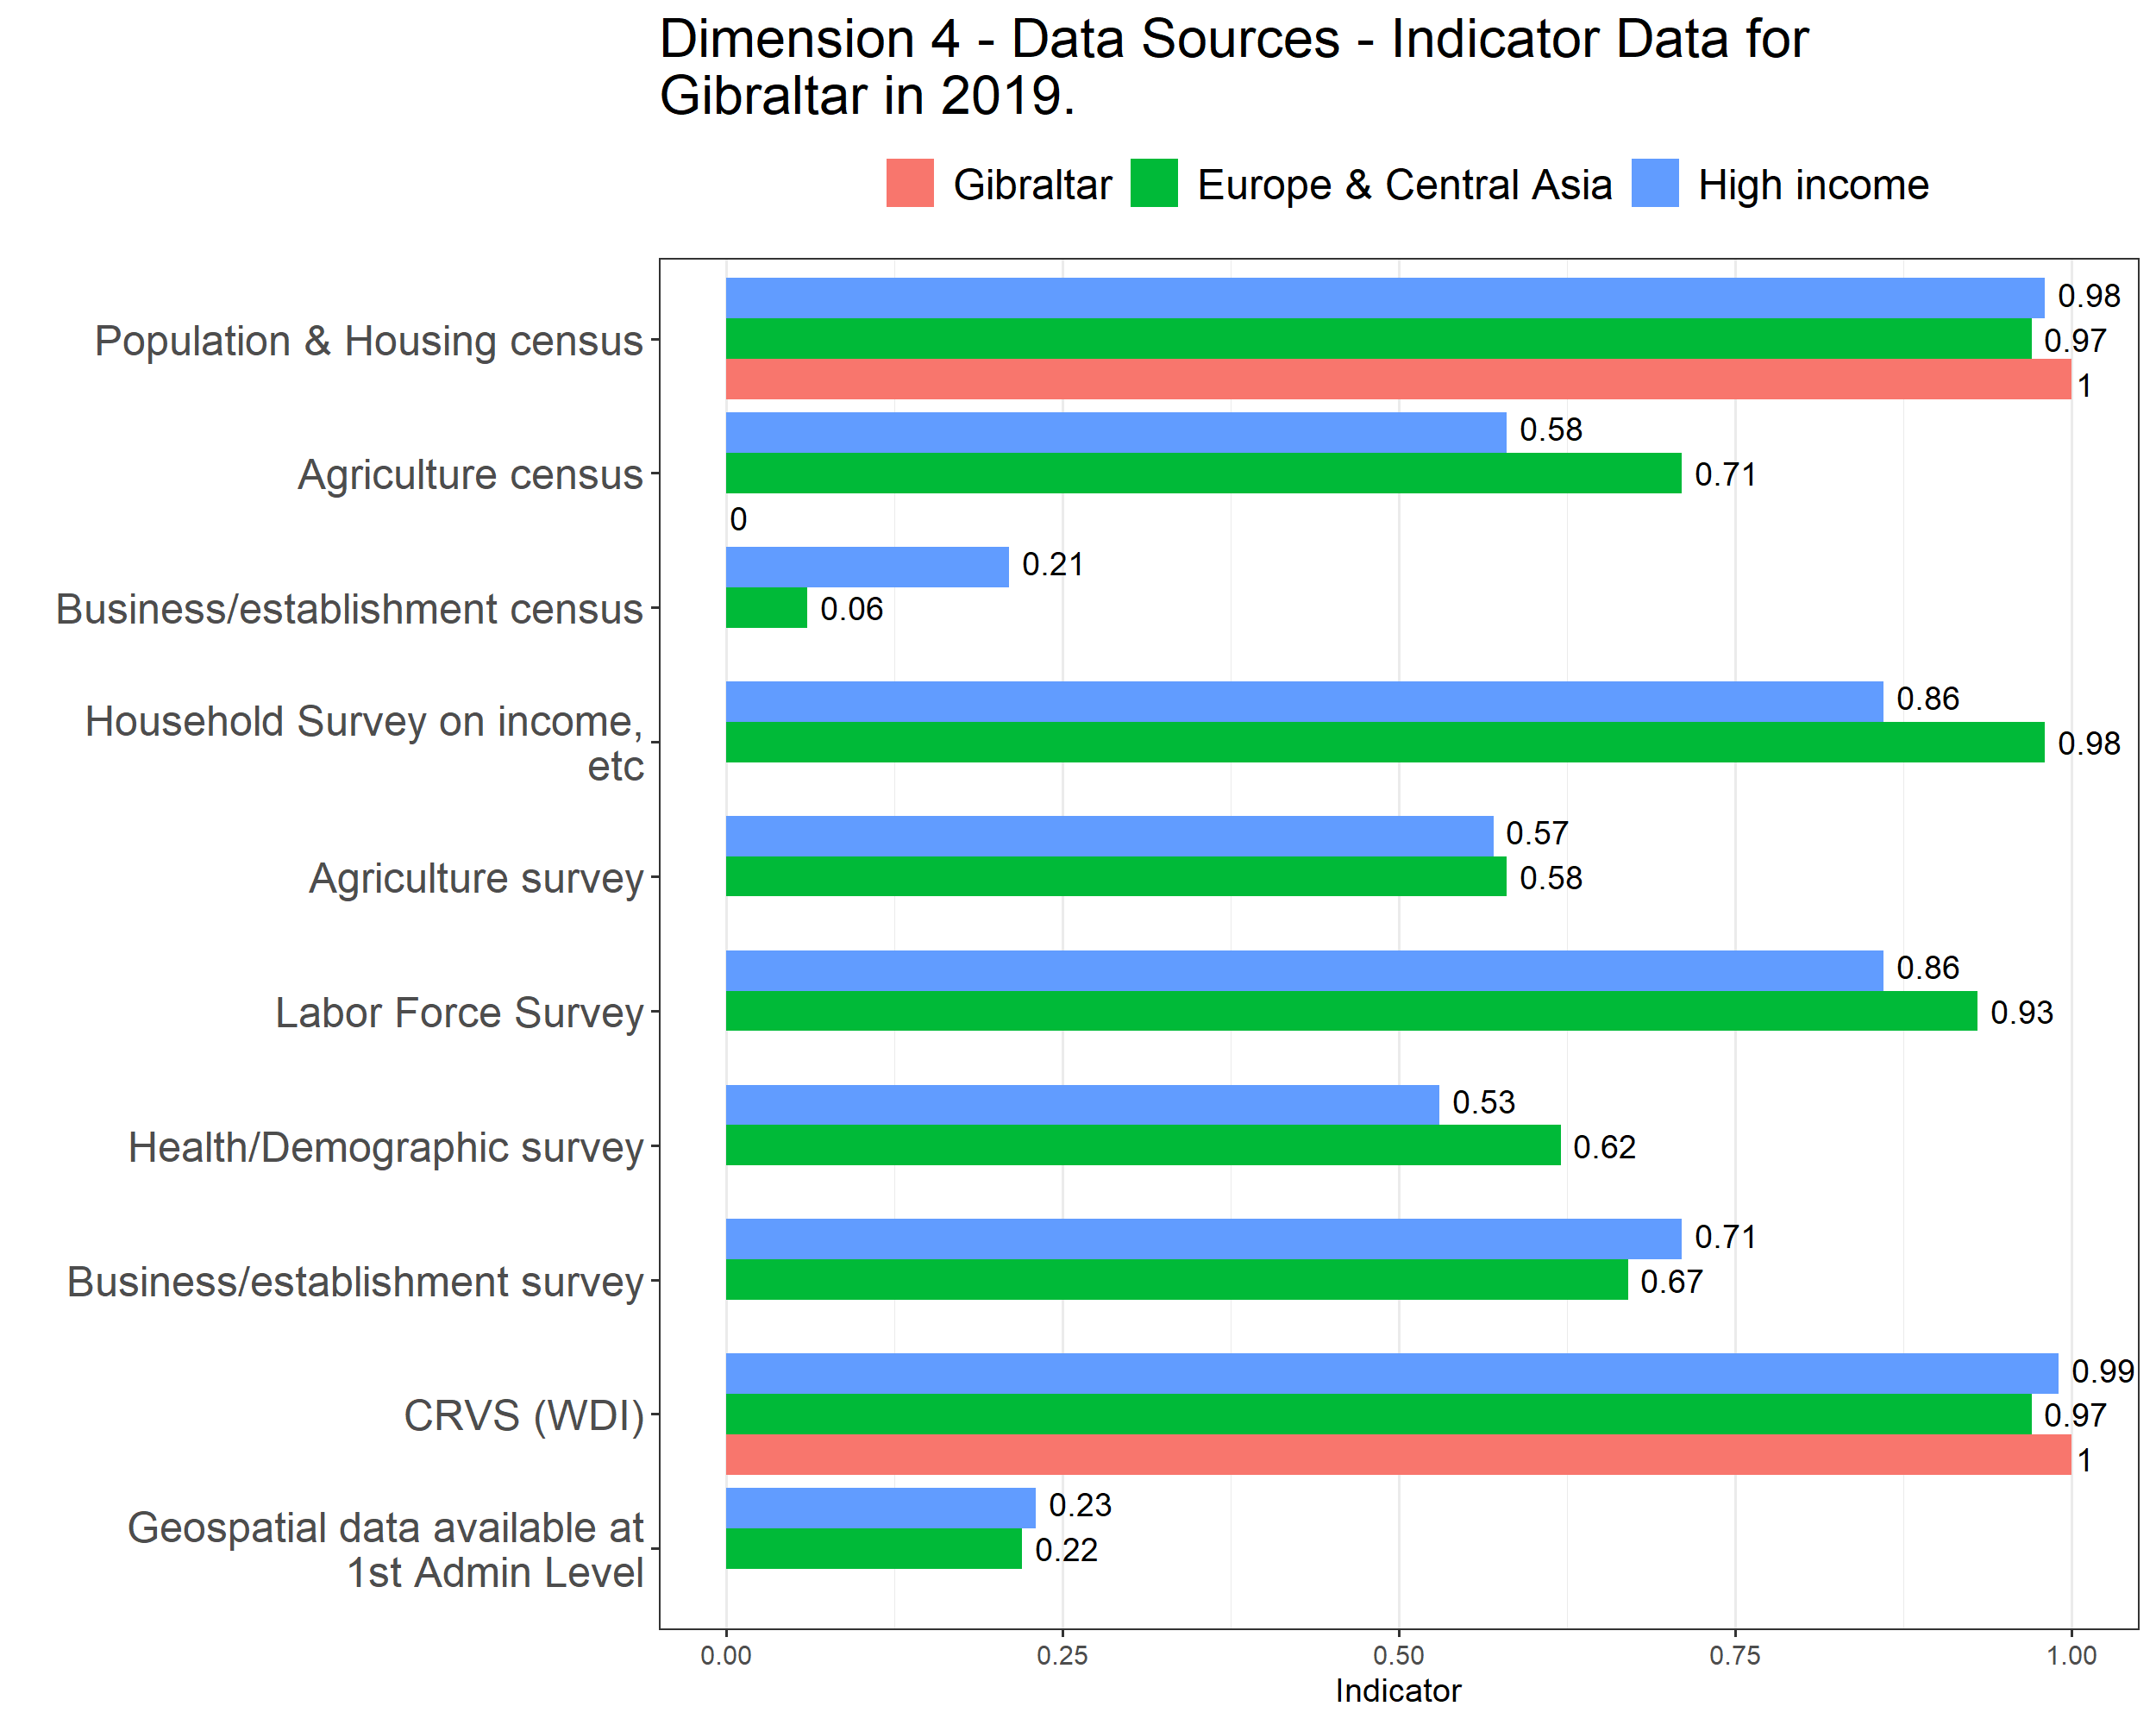 Dimension 4 - Data Sources - Indicator Data for
Gibraltar in 2019.
Gibraltar
Europe & Central Asia
High income
Population & Housing census
0.98
0.97
1
Agriculture census
0.58
0.71
0
Business/establishment census
0.21
0.06
Household Survey on income,
etc
0.86
0.98
Agriculture survey
0.57
0.58
Labor Force Survey
0.86
0.93
Health/Demographic survey
0.53
0.62
Business/establishment survey
0.71
0.67
CRVS (WDI)
0.99
0.97
1
Geospatial data available at
1st Admin Level
0.23
0.22
0.00 0.25 0.50 0.75 1.00
Indicator